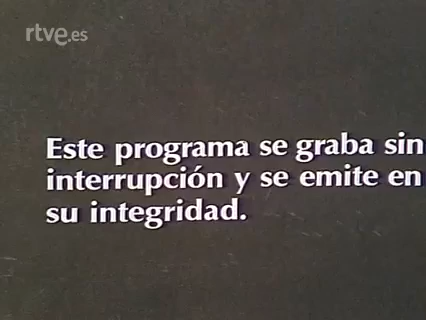 rtve.es
Este programa se graba sin
interrupción y se emite en
su integridad.